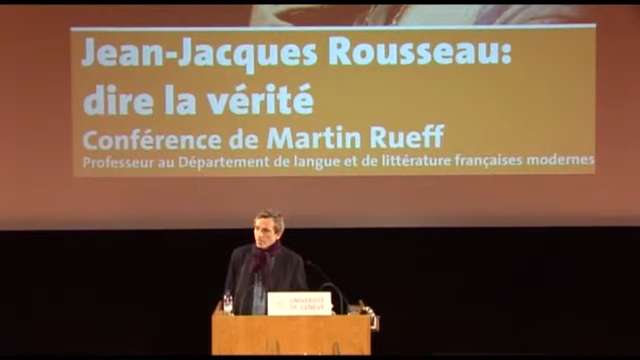 Jean-Jacques Rousseau:
dire la vérité
Conférence de Martin Rueff
Professeur au Département de langue et de littérature françaises modernes
UNIVERSITÉ
DE GENÈVE